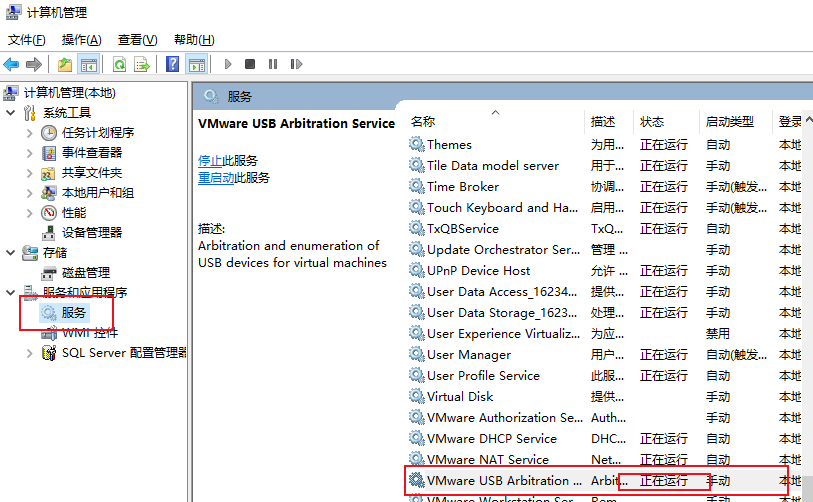 计算机管理
文件(F) 操作(A) 查看(V) 帮助(H)
计算机管理(本地)
系统工具
任务计划程序
事件查看器
共享文件夹
本地用户和组
性能
设备管理器
存储
磁盘管理
服务和应用程序
服务
WMI 控件
SQL Server 配置管理器
服务
VMware USB Arbitration Service
停止此服务
重启动此服务
描述:
Arbitration and enumeration of
USB devices for virtual machines
名称 描述 状态 启动类型 登录
Themes 为用... 正在运行 自动 本地
Tile Data model server 用于... 正在运行 自动 本地
Time Broker 协调... 正在运行 手动(触发... 本地
Touch Keyboard and Ha... 启用... 正在运行 手动(触发... 本地
TxQBService TxQ... 正在运行 自动 本地
Update Orchestrator Ser... 管理 ... 手动 本地
UPnP Device Host 允许 ... 正在运行 手动 本地
User Data Access_16234... 提供... 正在运行 手动 本地
User Data Storage_1623... 处理... 正在运行 手动 本地
User Experience Virtualiz... 为应... 禁用 本地
User Manager 用户... 正在运行 自动(触发... 本地
User Profile Service 此服... 正在运行 自动 本地
Virtual Disk 提供... 手动 本地
VMware Authorization Se... Auth... 手动 本地
VMware DHCP Service DHC... 正在运行 自动 本地
VMware NAT Service Net... 正在运行 自动 本地
VMware USB Arbitration ... Arbit... 正在运行 手动 本地
VMware Workstation Ser... Rem...